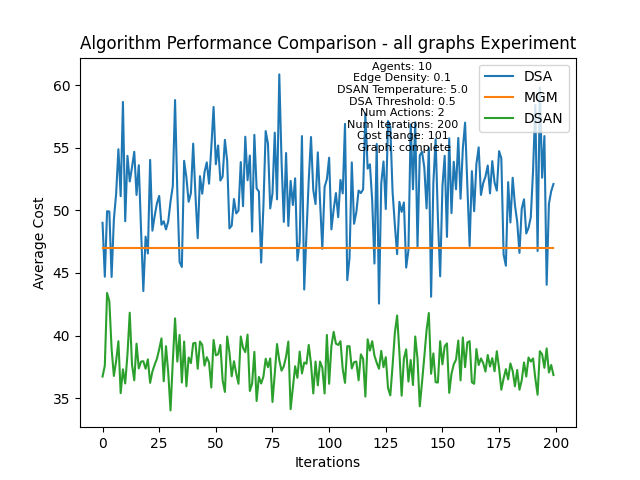 Algorithm Performance Comparison - all graphs Experiment
Agents: 10
Edge Density: 0.1
DSAN Temperature: 5.0
DSA Threshold: 0.5
Num Actions: 2
Num Iterations: 200
Cost Range: 101
Graph: complete
DSA
MGM
DSAN
Average Cost
60
55
50
45
40
35
0
25
50
75
100
125
150
175
200
Iterations